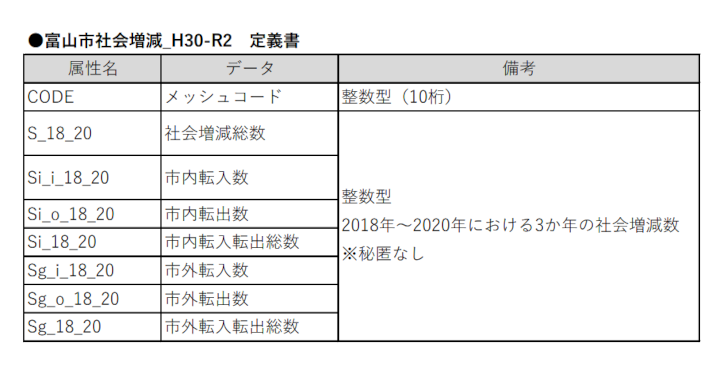 ●富山市社会増減_H30-R2　定義書
属性名 データ 備考
CODE メッシュコード 整数型（10桁）
S_18_20 社会増減総数
Si_i_18_20 市内転入数
Si_o_18_20 市内転出数
Si_18_20 市内転入転出総数
Sg_i_18_20 市外転入数
Sg_o_18_20 市外転出数
Sg_18_20 市外転入転出総数
整数型
2018年～2020年における3か年の社会増減数
※秘匿なし